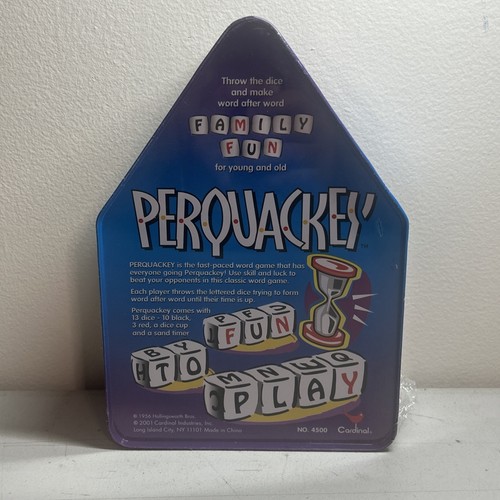 Throw the dice
and make
word after word
FAMILY
FUN
for young and old
PERQUACKEY
PERQUACKEY is the fast-paced word game that has
everyone going Perquackey! Use skill and luck to
beat your opponents in this classic word game.
Each player throws the lettered dice trying to form
word after word until their time is up.
Perquackey comes with
13 dice - 10 black,
3 red, a dice cup
and a sand timer
FUN
BY
TO
PLAY
© 1956 Hollingsworth Bros.
© 2001 Cardinal Industries, Inc.
Long Island City, NY 11101 Made in China
NO. 4500
Cardinal